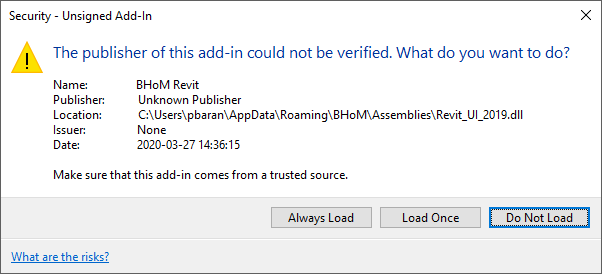 Security - Unsigned Add-In
The publisher of this add-in could not be verified. What do you want to do?
Name: BHoM Revit
Publisher: Unknown Publisher
Location: C:\Users\pbaran\AppData\Roaming\BHoM\Assemblies\Revit_UI_2019.dll
Issuer: None
Date: 2020-03-27 14:36:15
Make sure that this add-in comes from a trusted source.
Always Load Load Once Do Not Load
What are the risks?